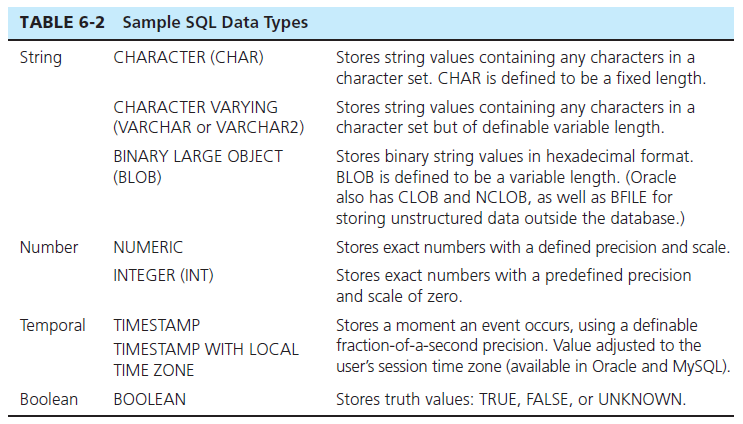 TABLE 6-2 Sample SQL Data Types
String CHARACTER (CHAR) Stores string values containing any characters in a
character set. CHAR is defined to be a fixed length.
CHARACTER VARYING Stores string values containing any characters in a
(VARCHAR or VARCHAR2) character set but of definable variable length.
BINARY LARGE OBJECT Stores binary string values in hexadecimal format.
(BLOB) BLOB is defined to be a variable length. (Oracle
also has CLOB and NCLOB, as well as BFILE for
storing unstructured data outside the database.)
Number NUMERIC Stores exact numbers with a defined precision and scale.
INTEGER (INT) Stores exact numbers with a predefined precision
and scale of zero.
Temporal TIMESTAMP Stores a moment an event occurs, using a definable
TIMESTAMP WITH LOCAL fraction-of-a-second precision. Value adjusted to the
TIME ZONE user's session time zone (available in Oracle and MySQL).
Boolean BOOLEAN Stores truth values: TRUE, FALSE, or UNKNOWN.